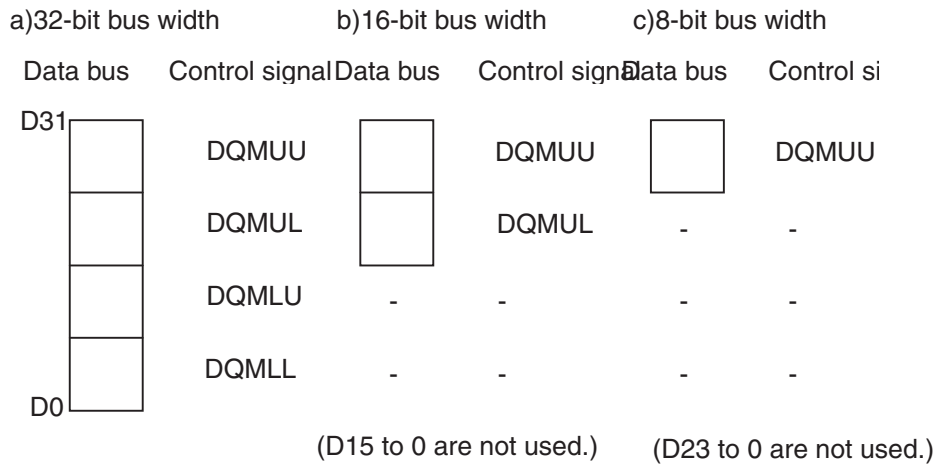 a)32-bit bus width b)16-bit bus width c)8-bit bus width
Data bus Control signal Data bus Control signal Data bus Control si
D31
DQMUU DQMUU DQMUU
DQMUL DQMUL - -
DQMLU - - - -
DQMLL - - - -
D0
(D15 to 0 are not used.) (D23 to 0 are not used.)